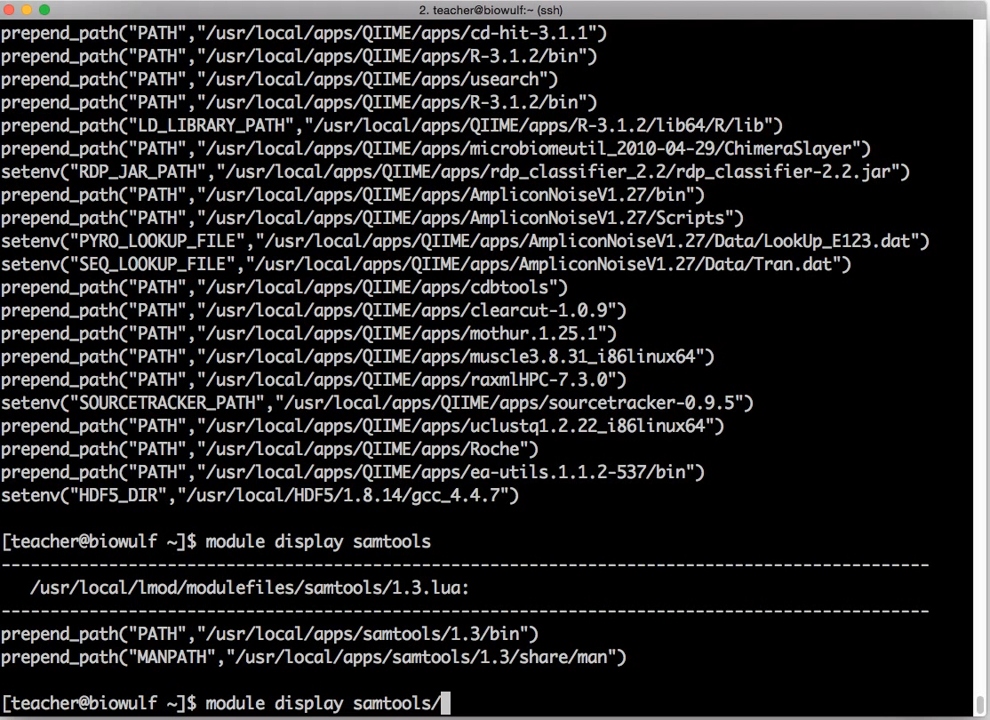 2. teacher@biowulf:~ (ssh)
prepend_path("PATH","/usr/local/apps/QIIME/apps/cd-hit-3.1.1")
prepend_path("PATH","/usr/local/apps/QIIME/apps/R-3.1.2/bin")
prepend_path("PATH","/usr/local/apps/QIIME/apps/usearch")
prepend_path("PATH","/usr/local/apps/QIIME/apps/R-3.1.2/bin")
prepend_path("LD_LIBRARY_PATH","/usr/local/apps/QIIME/apps/R-3.1.2/lib64/R/lib")
prepend_path("PATH","/usr/local/apps/QIIME/apps/microbiomeutil_2010-04-29/ChimeraSlayer")
setenv("RDP_JAR_PATH","/usr/local/apps/QIIME/apps/rdp_classifier_2.2/rdp_classifier-2.2.jar")
prepend_path("PATH","/usr/local/apps/QIIME/apps/AmpliconNoiseV1.27/bin")
prepend_path("PATH","/usr/local/apps/QIIME/apps/AmpliconNoiseV1.27/Scripts")
setenv("PYRO_LOOKUP_FILE","/usr/local/apps/QIIME/apps/AmpliconNoiseV1.27/Data/LookUp_E123.dat")
setenv("SEQ_LOOKUP_FILE","/usr/local/apps/QIIME/apps/AmpliconNoiseV1.27/Data/Tran.dat")
prepend_path("PATH","/usr/local/apps/QIIME/apps/cdbtools")
prepend_path("PATH","/usr/local/apps/QIIME/apps/clearcut-1.0.9")
prepend_path("PATH","/usr/local/apps/QIIME/apps/mothur.1.25.1")
prepend_path("PATH","/usr/local/apps/QIIME/apps/muscle3.8.31_i86linux64")
prepend_path("PATH","/usr/local/apps/QIIME/apps/raxmlHPC-7.3.0")
setenv("SOURCETRACKER_PATH","/usr/local/apps/QIIME/apps/sourcetracker-0.9.5")
prepend_path("PATH","/usr/local/apps/QIIME/apps/uclustq1.2.22_i86linux64")
prepend_path("PATH","/usr/local/apps/QIIME/apps/Roche")
prepend_path("PATH","/usr/local/apps/QIIME/apps/ea-utils.1.1.2-537/bin")
setenv("HDF5_DIR","/usr/local/HDF5/1.8.14/gcc_4.4.7")
[teacher@biowulf ~]$ module display samtools
-----------------------------------------------------------------------------------------------
/usr/local/lmod/modulefiles/samtools/1.3.lua:
-----------------------------------------------------------------------------------------------
prepend_path("PATH","/usr/local/apps/samtools/1.3/bin")
prepend_path("MANPATH","/usr/local/apps/samtools/1.3/share/man")
[teacher@biowulf ~]$ module display samtools/